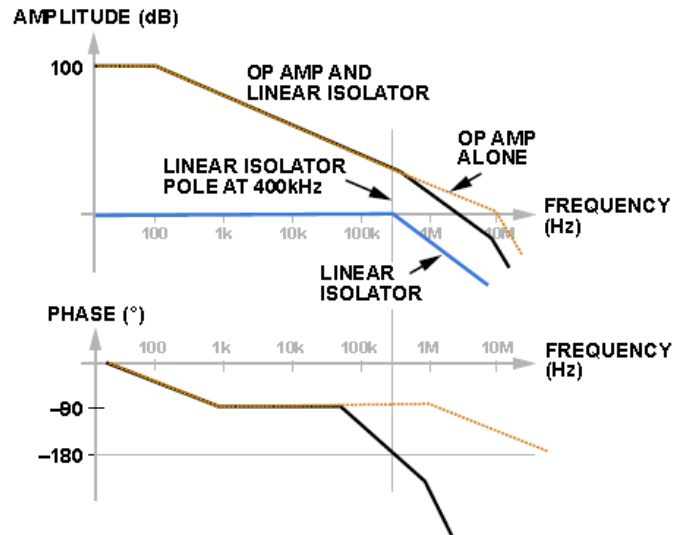 AMPLITUDE (dB)
100
OP AMP AND
LINEAR ISOLATOR
OP AMP
ALONE
LINEAR ISOLATOR
POLE AT 400kHz
FREQUENCY
(Hz)
100 1k 10k 100k 1M 10M
LINEAR
ISOLATOR
PHASE (°)
100 1k 10k 100k 1M 10M
FREQUENCY
(Hz)
–90
–180